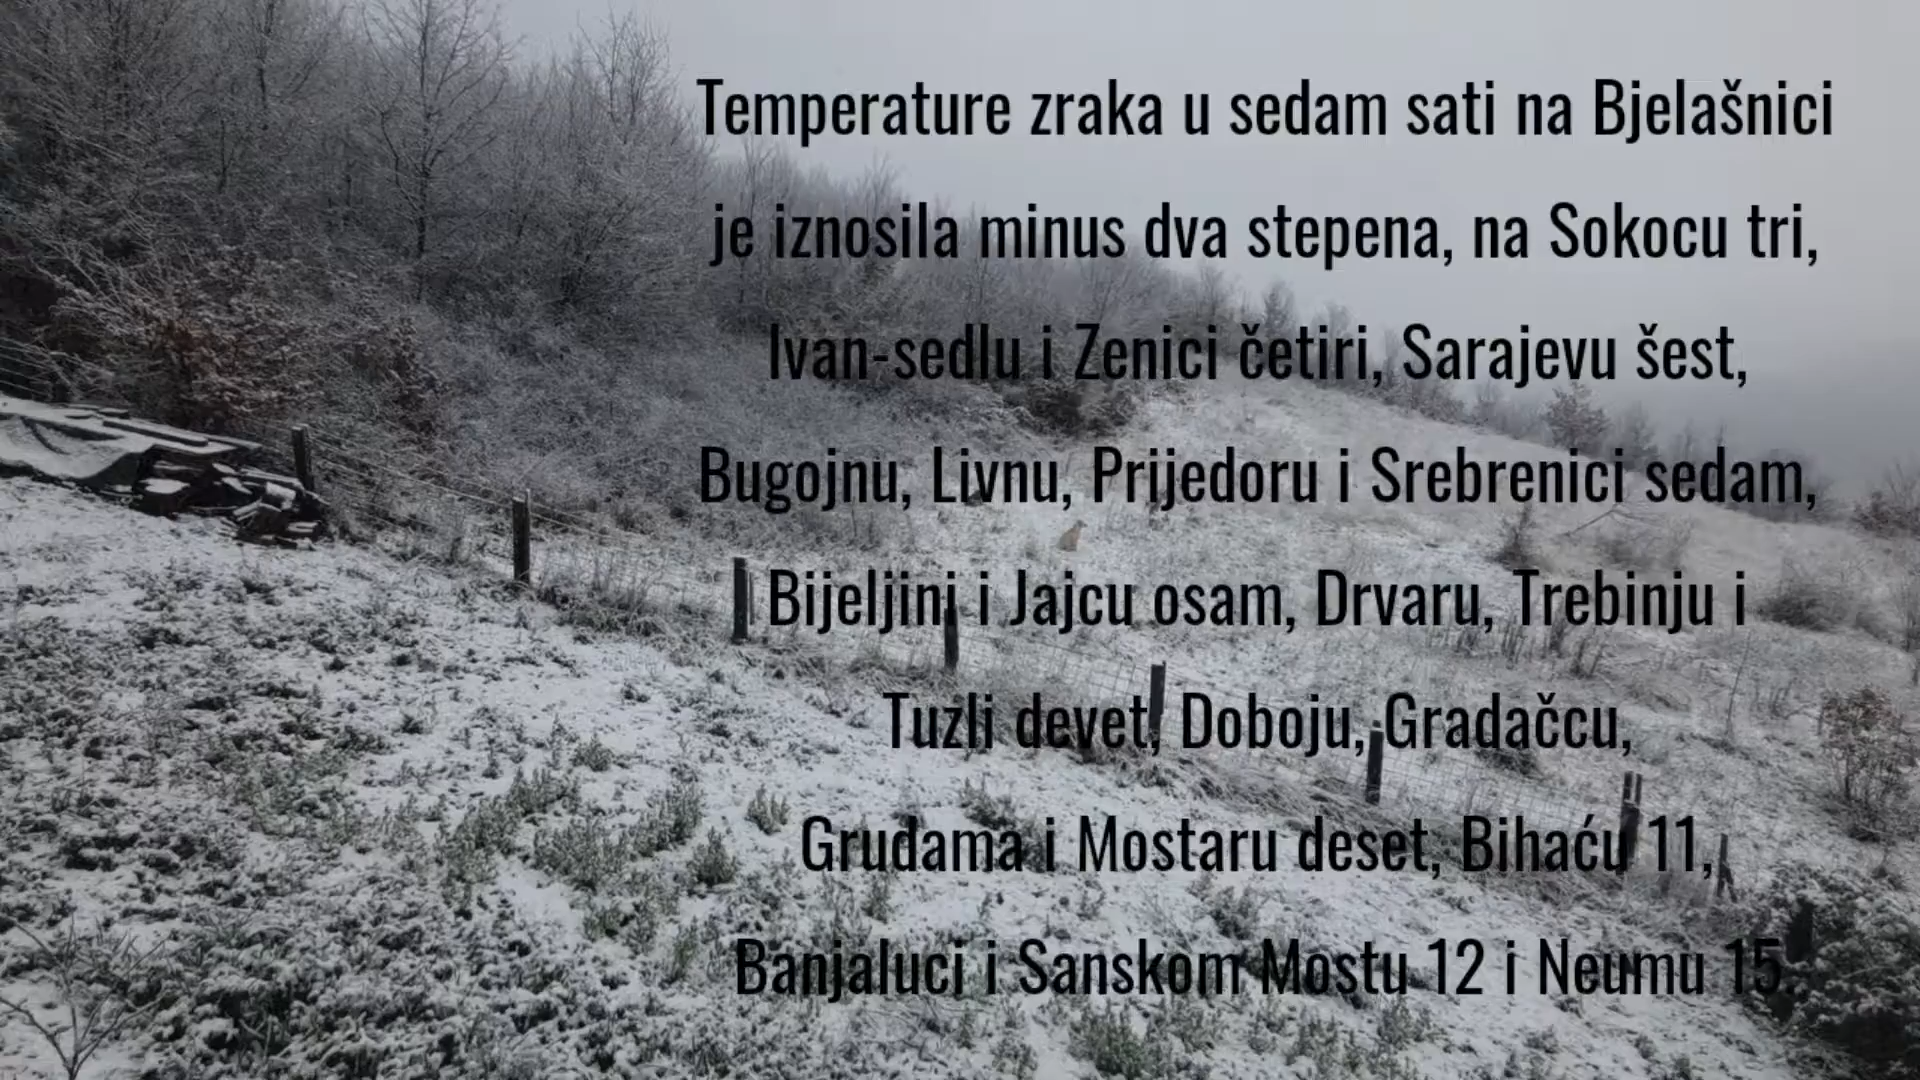 Temperature zraka u sedam sati na Bjelašnici
je iznosila minus dva stepena, na Sokocu tri,
Ivan-sedlu i Zenici četiri, Sarajevu šest,
Bugojnu, Livnu, Prijedoru i Srebrenici sedam,
Bijeljini i Jajcu osam, Drvaru, Trebinju i
Tuzli devet, Doboju, Gradačcu,
Grudama i Mostaru deset, Bihaću 11,
Banjaluci i Sanskom Mostu 12 i Neumu 15.